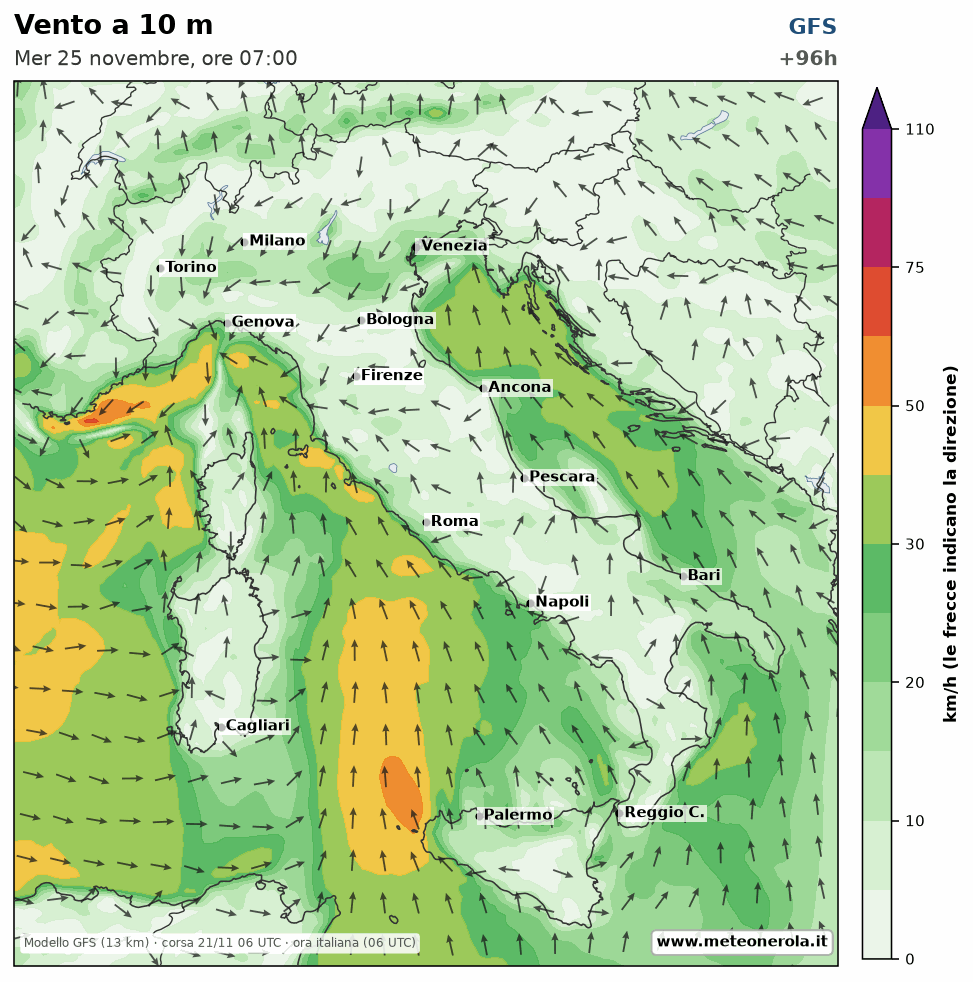 Vento a 10 m
GFS
Mer 25 novembre, ore 07:00
+96h
110
Milano
Venezia
Torino
75
Genova
Bologna
Firenze
Ancona
50
Pescara
Roma
30
Bari
Napoli
20
Cagliari
Palermo
Reggio C.
10
0
km/h (le frecce indicano la direzione)
Modello GFS (13 km) · corsa 21/11 06 UTC · ora italiana (06 UTC)
www.meteonerola.it